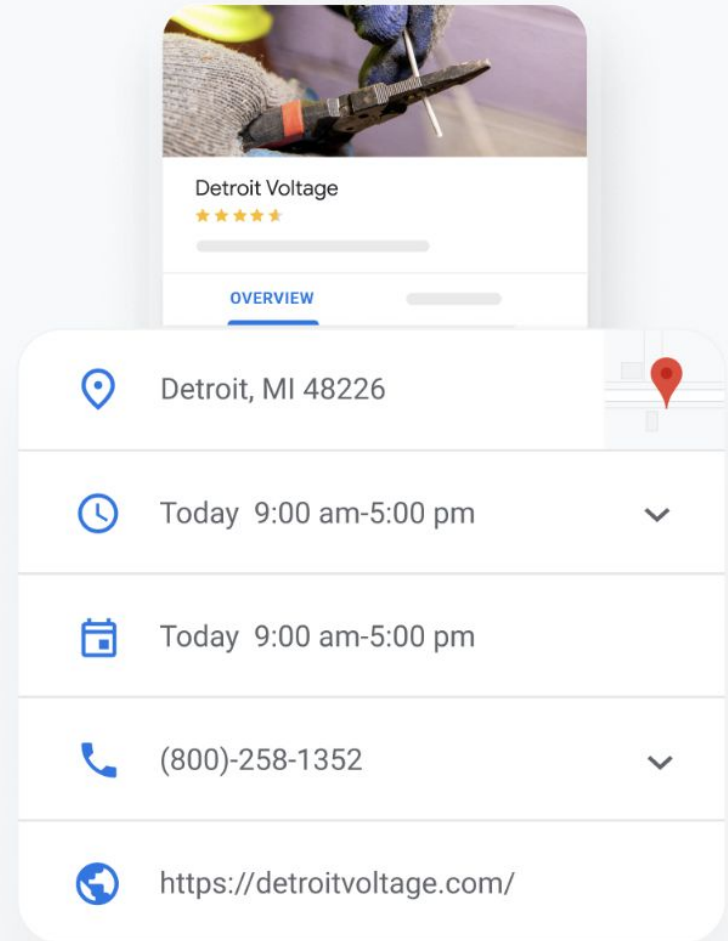 Detroit Voltage
OVERVIEW
Detroit, MI 48226
Today 9:00 am-5:00 pm
Today 9:00 am-5:00 pm
(800)-258-1352
https://detroitvoltage.com/